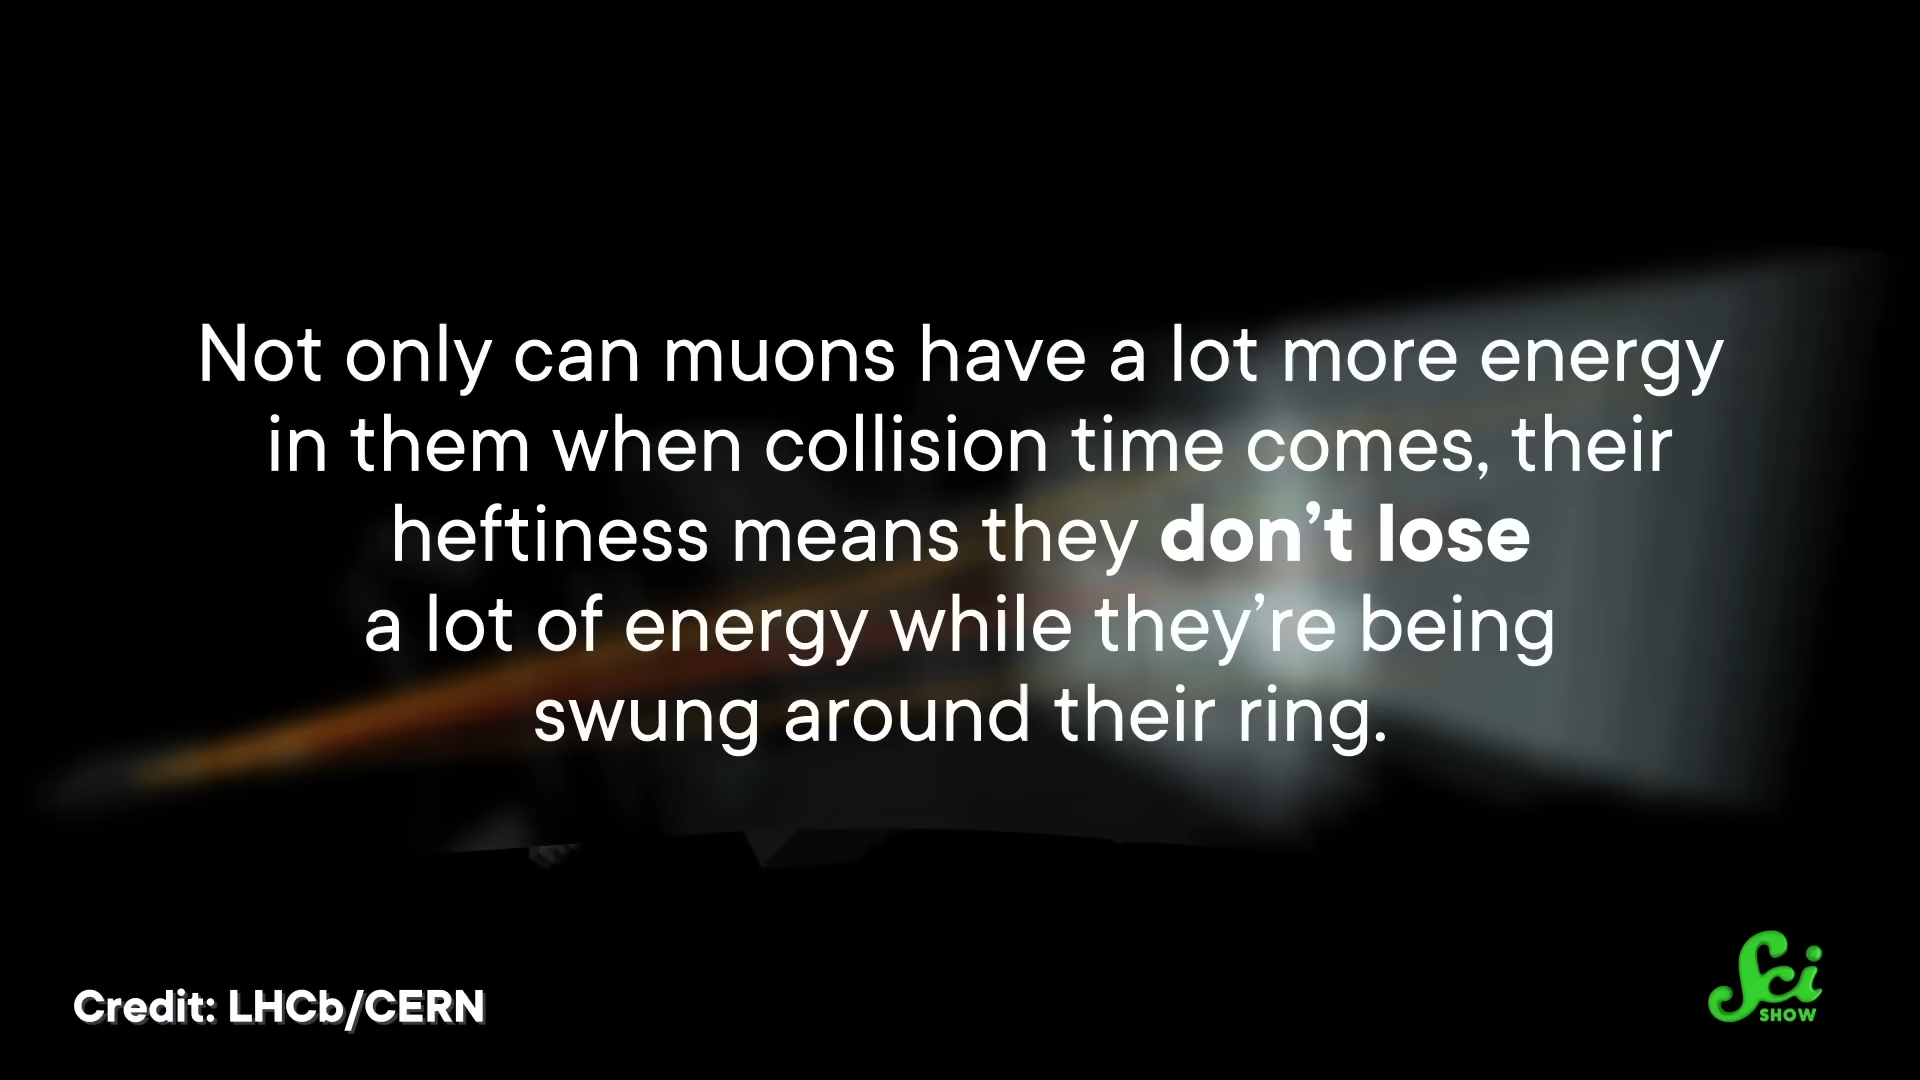 Not only can muons have a lot more energy
in them when collision time comes, their
heftiness means they don’t lose
a lot of energy while they’re being
swung around their ring.
Credit: LHCb/CERN
Sci
SHOW